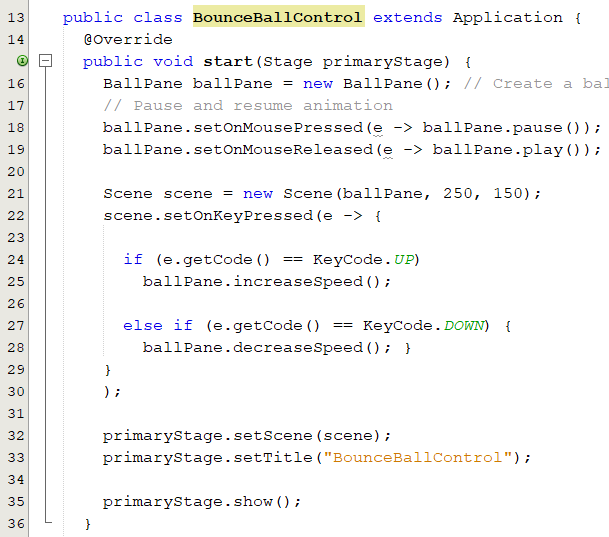 13 public class BounceBallControl extends Application {
14 @Override
public void start(Stage primaryStage) {
16 BallPane ballPane = new BallPane(); // Create a bal
17 // Pause and resume animation
18 ballPane.setOnMousePressed(e -> ballPane.pause());
19 ballPane.setOnMouseReleased(e -> ballPane.play());
20
21 Scene scene = new Scene(ballPane, 250, 150);
22 scene.setOnKeyPressed(e -> {
23
24 if (e.getCode() == KeyCode.UP)
25 ballPane.increaseSpeed();
26
27 else if (e.getCode() == KeyCode.DOWN) {
28 ballPane.decreaseSpeed(); }
29 }
30 );
31
32 primaryStage.setScene(scene);
33 primaryStage.setTitle("BounceBallControl");
34
35 primaryStage.show();
36 }